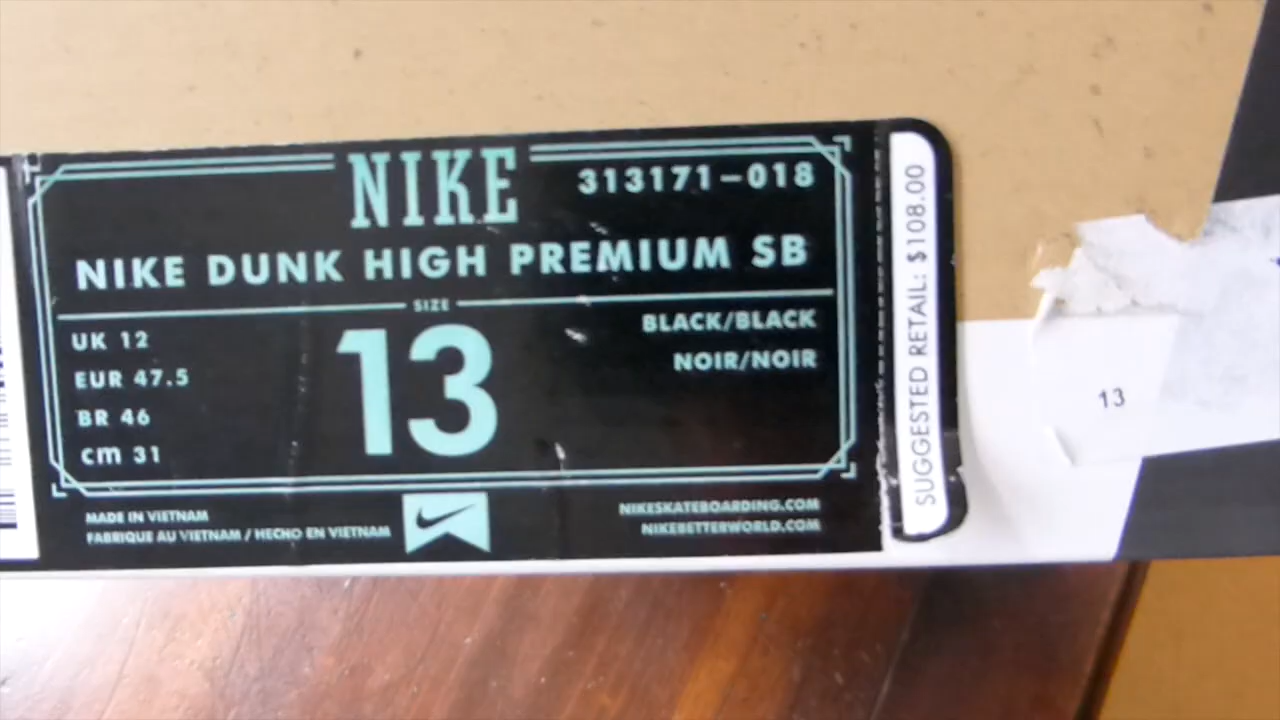 NIKE
313171-018
NIKE DUNK HIGH PREMIUM SB
SIZE
UK 12
EUR 47.5
BR 46
cm 31
13
BLACK/BLACK
NOIR/NOIR
MADE IN VIETNAM
FABRIQUE AU VIETNAM / HECHO EN VIETNAM
NIKESKATEBOARDING.COM
NIKEBETTERWORLD.COM
SUGGESTED RETAIL: $108.00
13